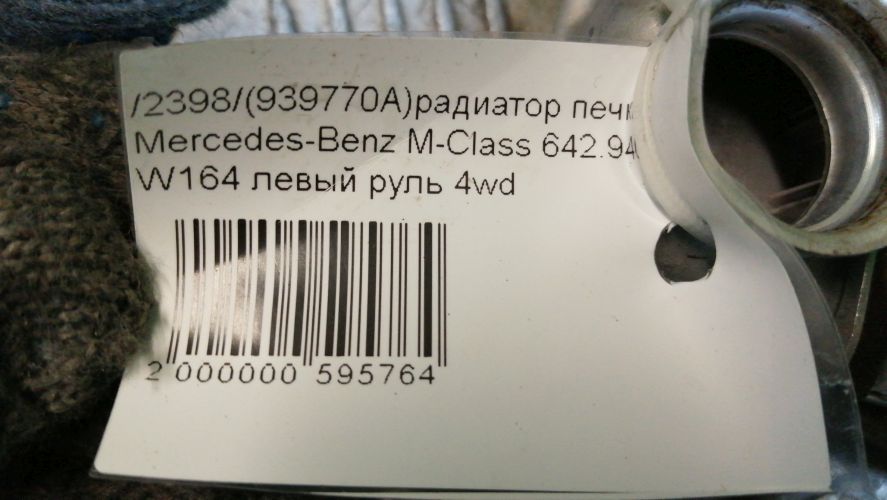 /2398/(939770A)радиатор печк
Mercedes-Benz M-Class 642.94
W164 левый руль 4wd
2 000000 595764